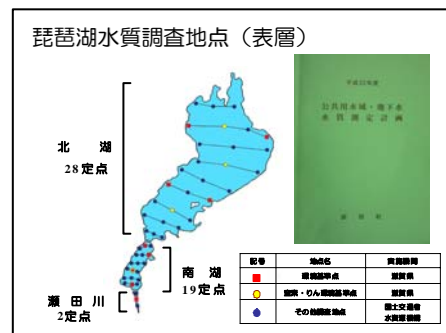 琵琶湖水質調査地点（表層）
北湖
28定点
南湖
19定点
瀬田川
2定点
平成22年度
公共用水域・地下水
水質測定計画
滋賀県
記号 地点名 実施機関
環境基準点 滋賀県
窒素・りん環境基準点 滋賀県
その他調査地点 国土交通省
水資源機構